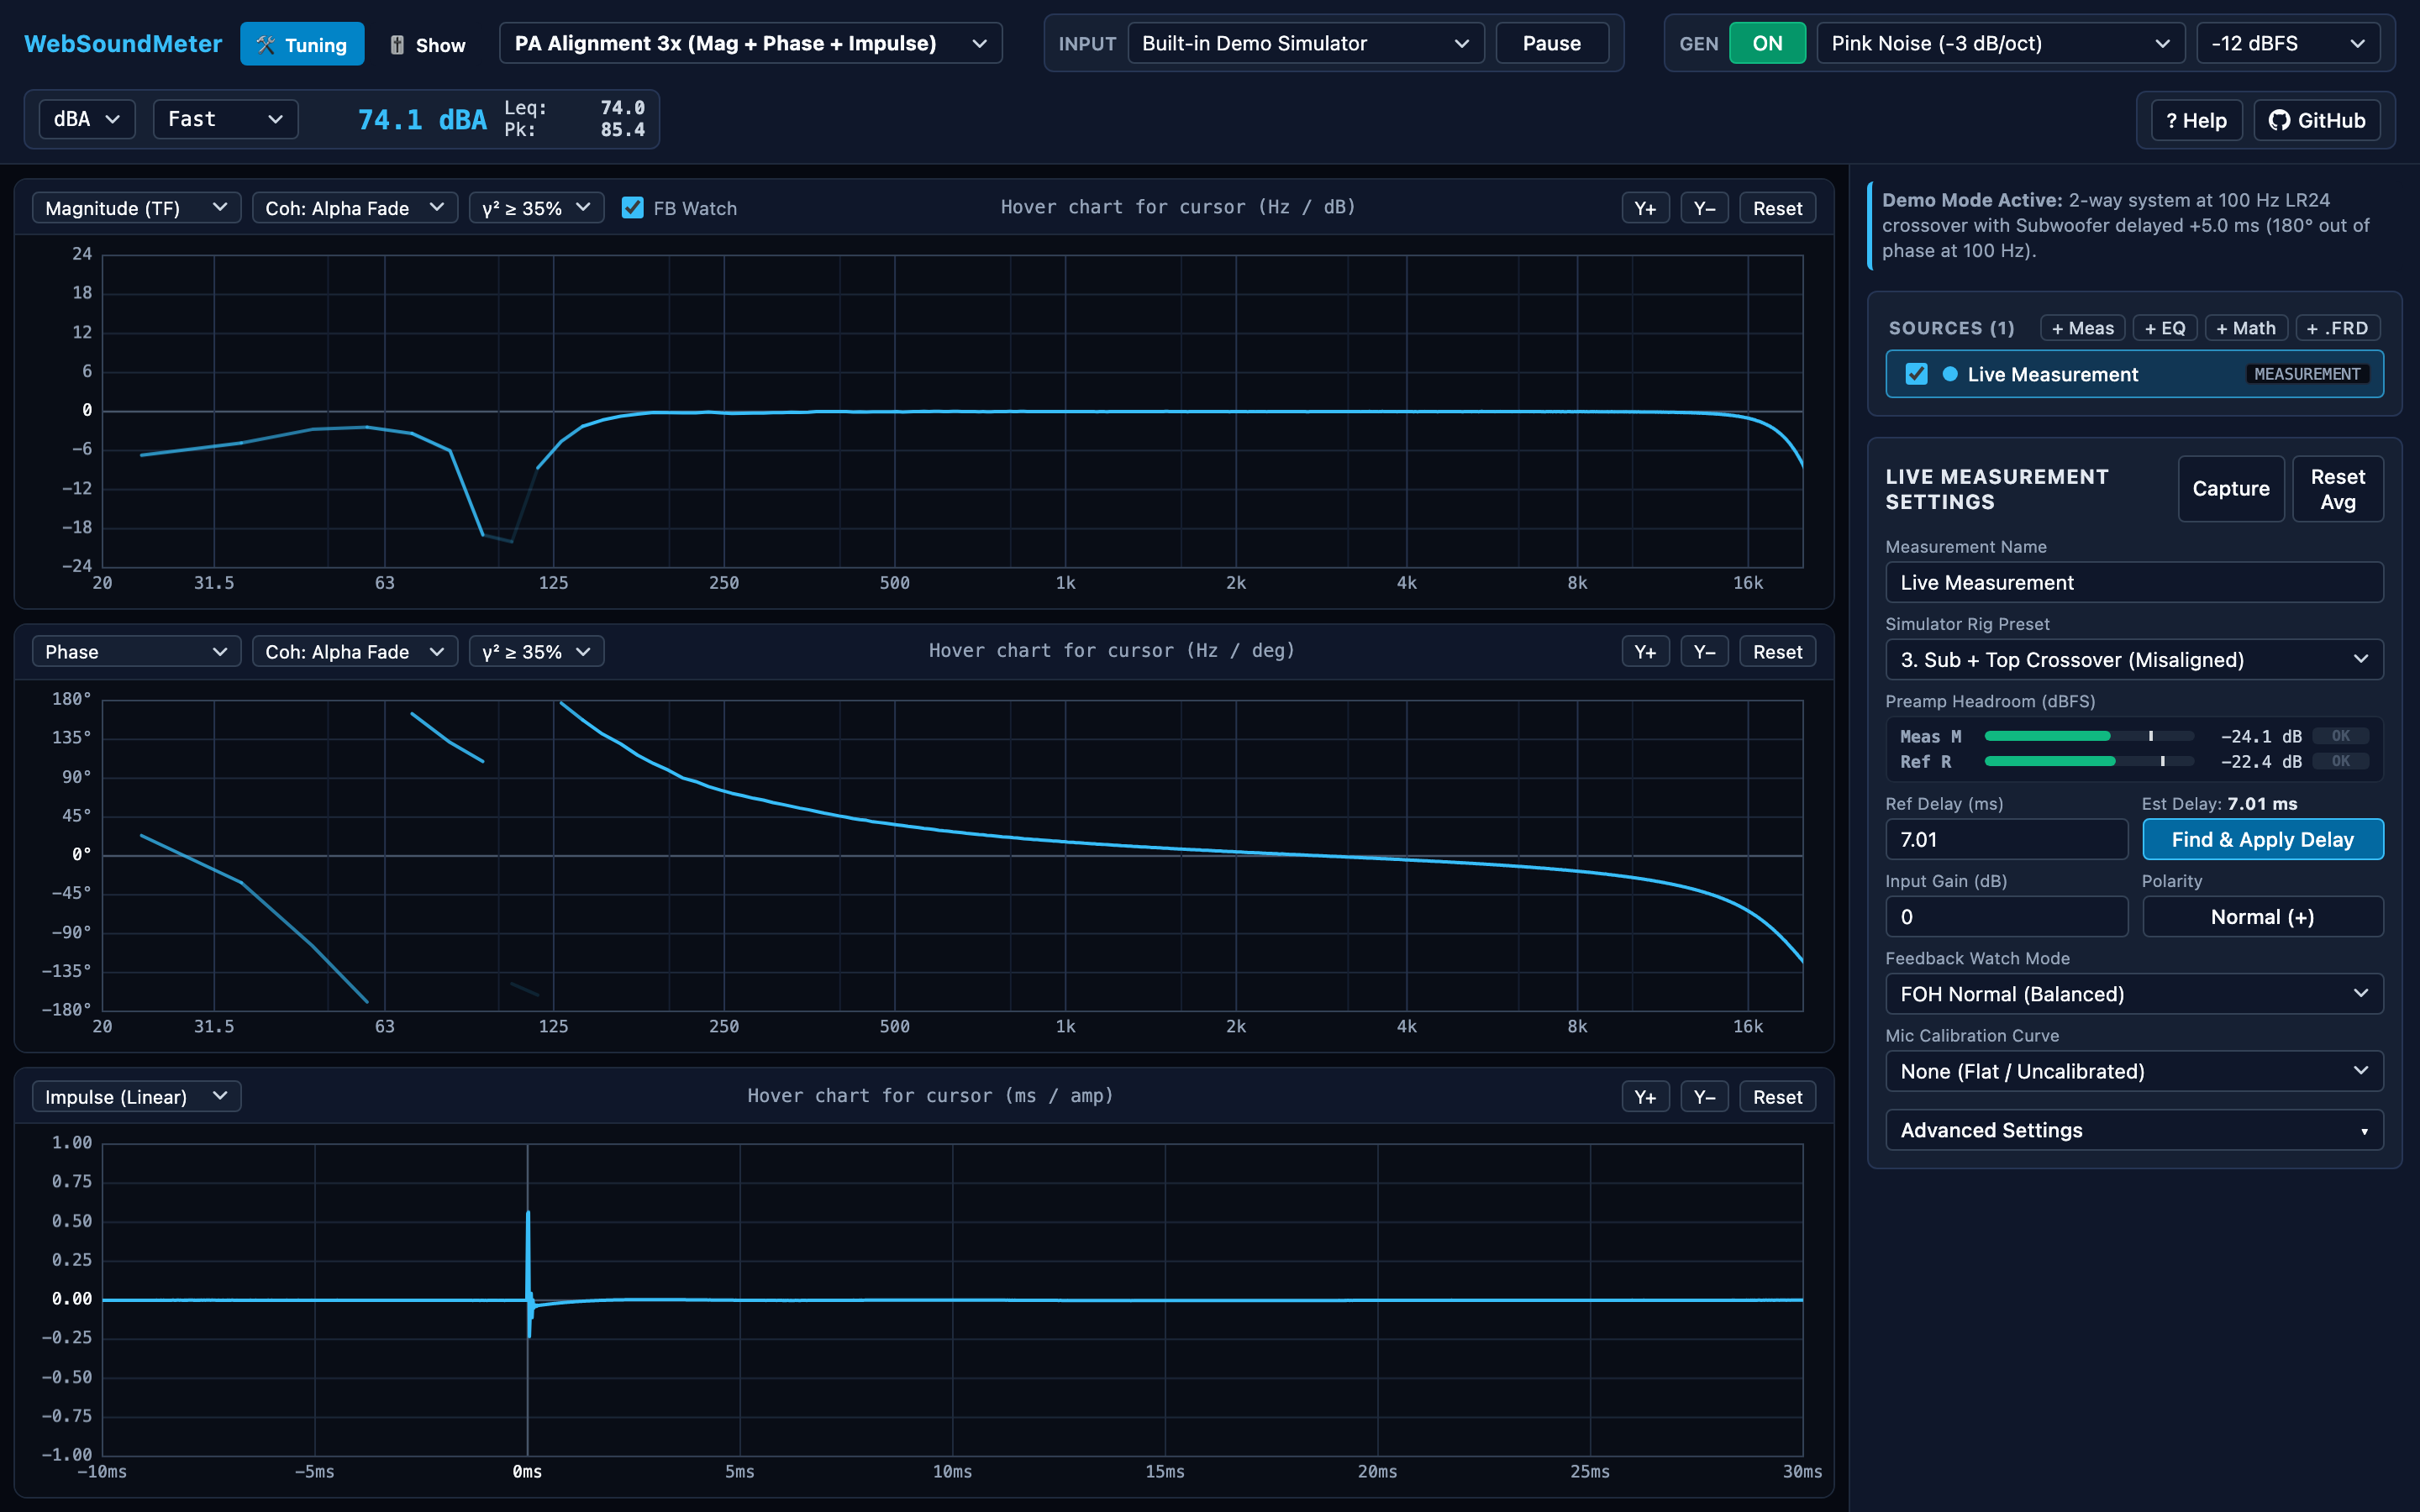 WebSoundMeter
Tuning
Show
PA Alignment 3x (Mag + Phase + Impulse)
INPUT
Built-in Demo Simulator
Pause
GEN
ON
Pink Noise (-3 dB/oct)
-12 dBFS
dBA
Fast
74.1 dBA
Leq: 74.0
Pk: 85.4
? Help
GitHub
Magnitude (TF)
Coh: Alpha Fade
γ² ≥ 35%
FB Watch
Hover chart for cursor (Hz / dB)
Y+
Y−
Reset
24
18
12
6
0
−6
−12
−18
−24
20 31.5 63 125 250 500 1k 2k 4k 8k 16k
Phase
Coh: Alpha Fade
γ² ≥ 35%
Hover chart for cursor (Hz / deg)
Y+
Y−
Reset
180°
135°
90°
45°
0°
−45°
−90°
−135°
−180°
20 31.5 63 125 250 500 1k 2k 4k 8k 16k
Impulse (Linear)
Hover chart for cursor (ms / amp)
Y+
Y−
Reset
1.00
0.75
0.50
0.25
0.00
−0.25
−0.50
−0.75
−1.00
−10ms −5ms 0ms 5ms 10ms 15ms 20ms 25ms 30ms
Demo Mode Active: 2-way system at 100 Hz LR24
crossover with Subwoofer delayed +5.0 ms (180° out of
phase at 100 Hz).
SOURCES (1)
+ Meas
+ EQ
+ Math
+ .FRD
Live Measurement
MEASUREMENT
LIVE MEASUREMENT
SETTINGS
Capture
Reset
Avg
Measurement Name
Live Measurement
Simulator Rig Preset
3. Sub + Top Crossover (Misaligned)
Preamp Headroom (dBFS)
Meas M −24.1 dB OK
Ref R −22.4 dB OK
Ref Delay (ms)
Est Delay: 7.01 ms
7.01
Find & Apply Delay
Input Gain (dB)
Polarity
0
Normal (+)
Feedback Watch Mode
FOH Normal (Balanced)
Mic Calibration Curve
None (Flat / Uncalibrated)
Advanced Settings